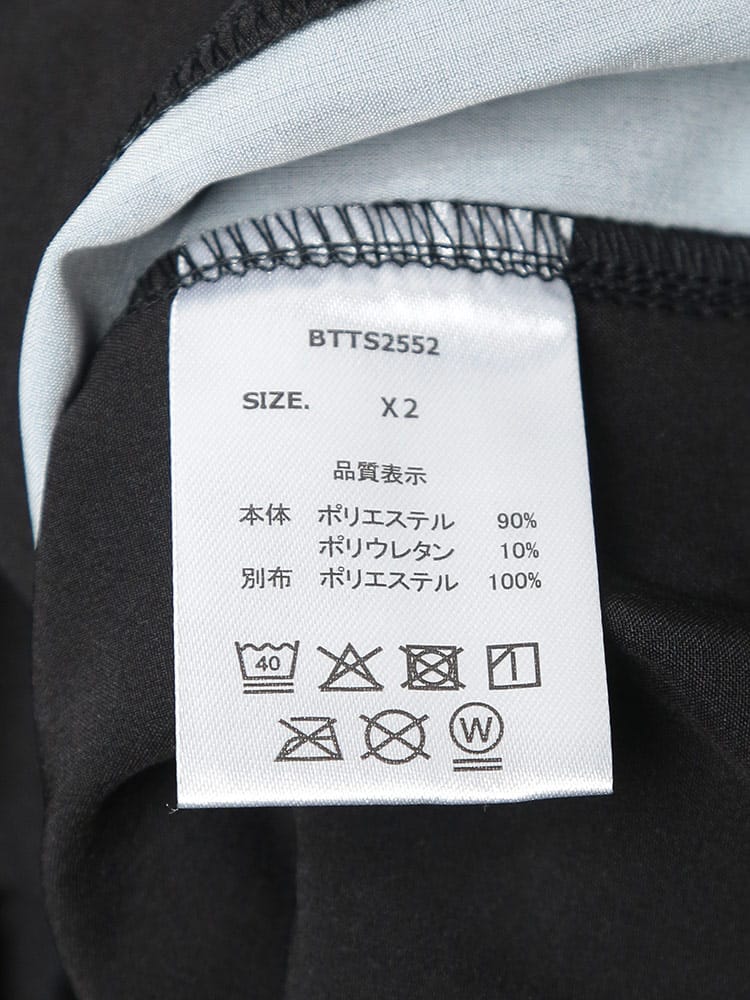 BTTS2552
SIZE. X2
品質表示
本体 ポリエステル 90%
ポリウレタン 10%
別布 ポリエステル 100%
40
W